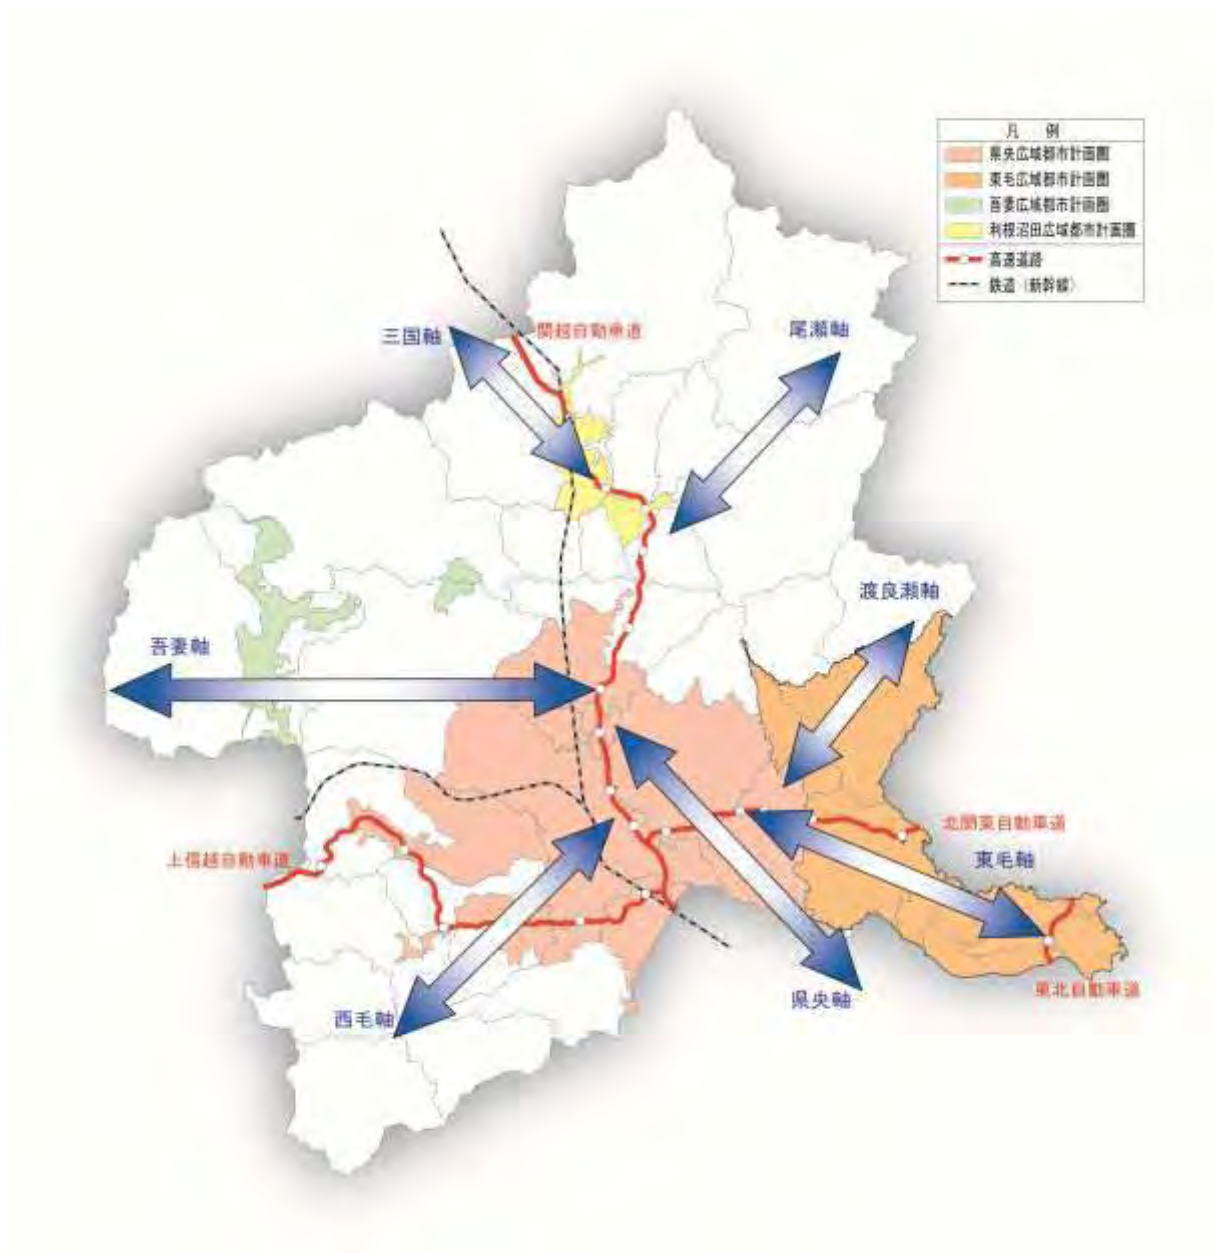 凡 例
県央広域都市計画圏
東毛広域都市計画圏
吾妻広域都市計画圏
利根沼田広域都市計画圏
高速道路
鉄道（新幹線）
三国軸
関越自動車道
尾瀬軸
渡良瀬軸
吾妻軸
北関東自動車道
東毛軸
上信越自動車道
東北自動車道
県央軸
西毛軸